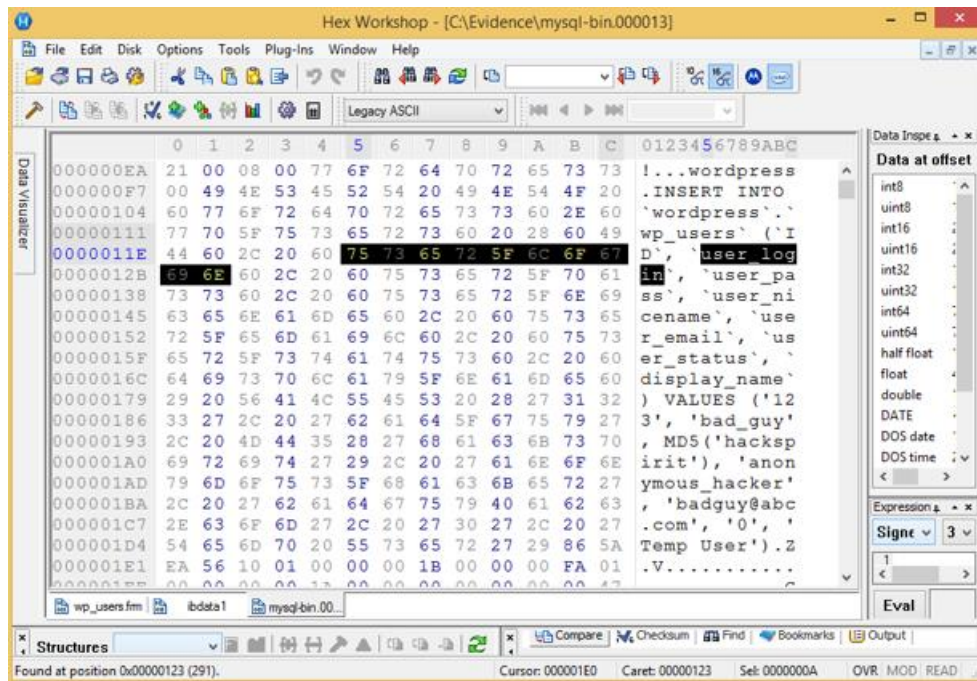 Hex Workshop - [C:\Evidence\mysql-bin.000013]
File Edit Disk Options Tools Plug-Ins Window Help
Legacy ASCII
Data Visualizer
0 1 2 3 4 5 6 7 8 9 A B C 0123456789ABC
000000EA 21 00 08 00 77 6F 72 64 70 72 65 73 73 !...wordpress
000000F7 00 49 4E 53 45 52 54 20 49 4E 54 4F 20 .INSERT INTO
00000104 60 77 6F 72 64 70 72 65 73 73 60 2E 60 `wordpress`.`
00000111 77 70 5F 75 73 65 72 73 60 20 28 60 49 wp_users` (`I
0000011E 44 60 2C 20 60 75 73 65 72 5F 6C 6F 67 D`, `user_log
0000012B 69 6E 60 2C 20 60 75 73 65 72 5F 70 61 in`, `user_pa
00000138 73 73 60 2C 20 60 75 73 65 72 5F 6E 69 ss`, `user_ni
00000145 63 65 6E 61 6D 65 60 2C 20 60 75 73 65 cename`, `use
00000152 72 5F 65 6D 61 69 6C 60 2C 20 60 75 73 r_email`, `us
0000015F 65 72 5F 73 74 61 74 75 73 60 2C 20 60 er_status`, `
0000016C 64 69 73 70 6C 61 79 5F 6E 61 6D 65 60 display_name`
00000179 29 20 56 41 4C 55 45 53 20 28 27 31 32 ) VALUES ('12
00000186 33 27 2C 20 27 62 61 64 5F 67 75 79 27 3', 'bad_guy'
00000193 2C 20 4D 44 35 28 27 68 61 63 6B 73 70 , MD5('hacksp
000001A0 69 72 69 74 27 29 2C 20 27 61 6E 6F 6E irit'), 'anon
000001AD 79 6D 6F 75 73 5F 68 61 63 6B 65 72 27 ymous_hacker'
000001BA 2C 20 27 62 61 64 67 75 79 40 61 62 63 , 'badguy@abc
000001C7 2E 63 6F 6D 27 2C 20 27 30 27 2C 20 27 .com', '0', '
000001D4 54 65 6D 70 20 55 73 65 72 27 29 86 5A Temp User').Z
000001E1 EA 56 10 01 00 00 00 1B 00 00 00 FA 01 .V...........
Data Inspe
Data at offset
int8
uint8
int16
uint16
int32
uint32
int64
uint64
half float
float
double
DATE
DOS date
DOS time
Expression
Signe 3
1
Eval
wp_users.frm ibdata1 mysql-bin.00...
Structures
Compare Checksum Find Bookmarks Output
Found at position 0x00000123 (291). Cursor: 000001E0 Caret: 00000123 Sel: 0000000A OVR MOD READ